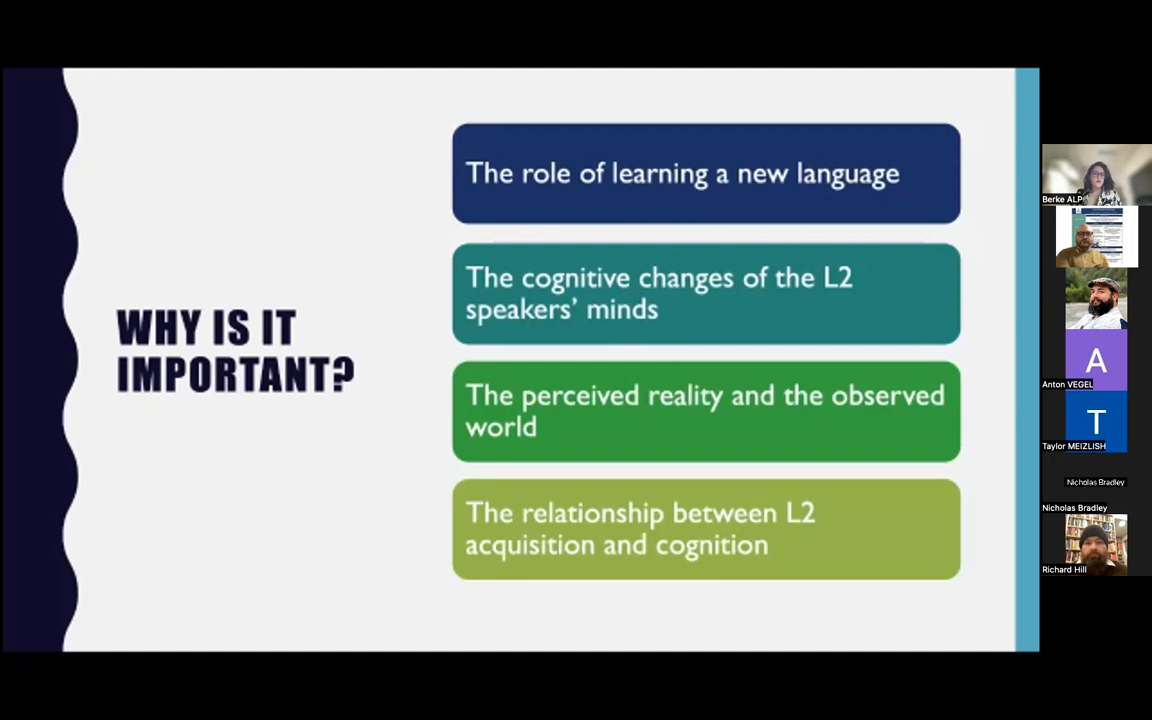 WHY IS IT
IMPORTANT?
The role of learning a new language
The cognitive changes of the L2
speakers’ minds
The perceived reality and the observed
world
The relationship between L2
acquisition and cognition
Berke ALP
A
Anton VEGEL
T
Taylor MEIZLISH
Nicholas Bradley
Nicholas Bradley
Richard Hill